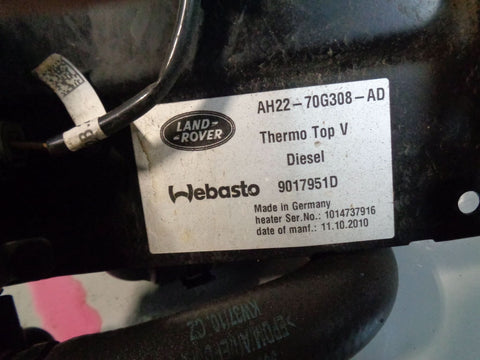 AH22-70G308-AD
LAND-
ROVER
Thermo Top V
Diesel
Webasto 9017951D
Made in Germany
heater Ser.No.: 1014737916
date of manf.: 11.10.2010